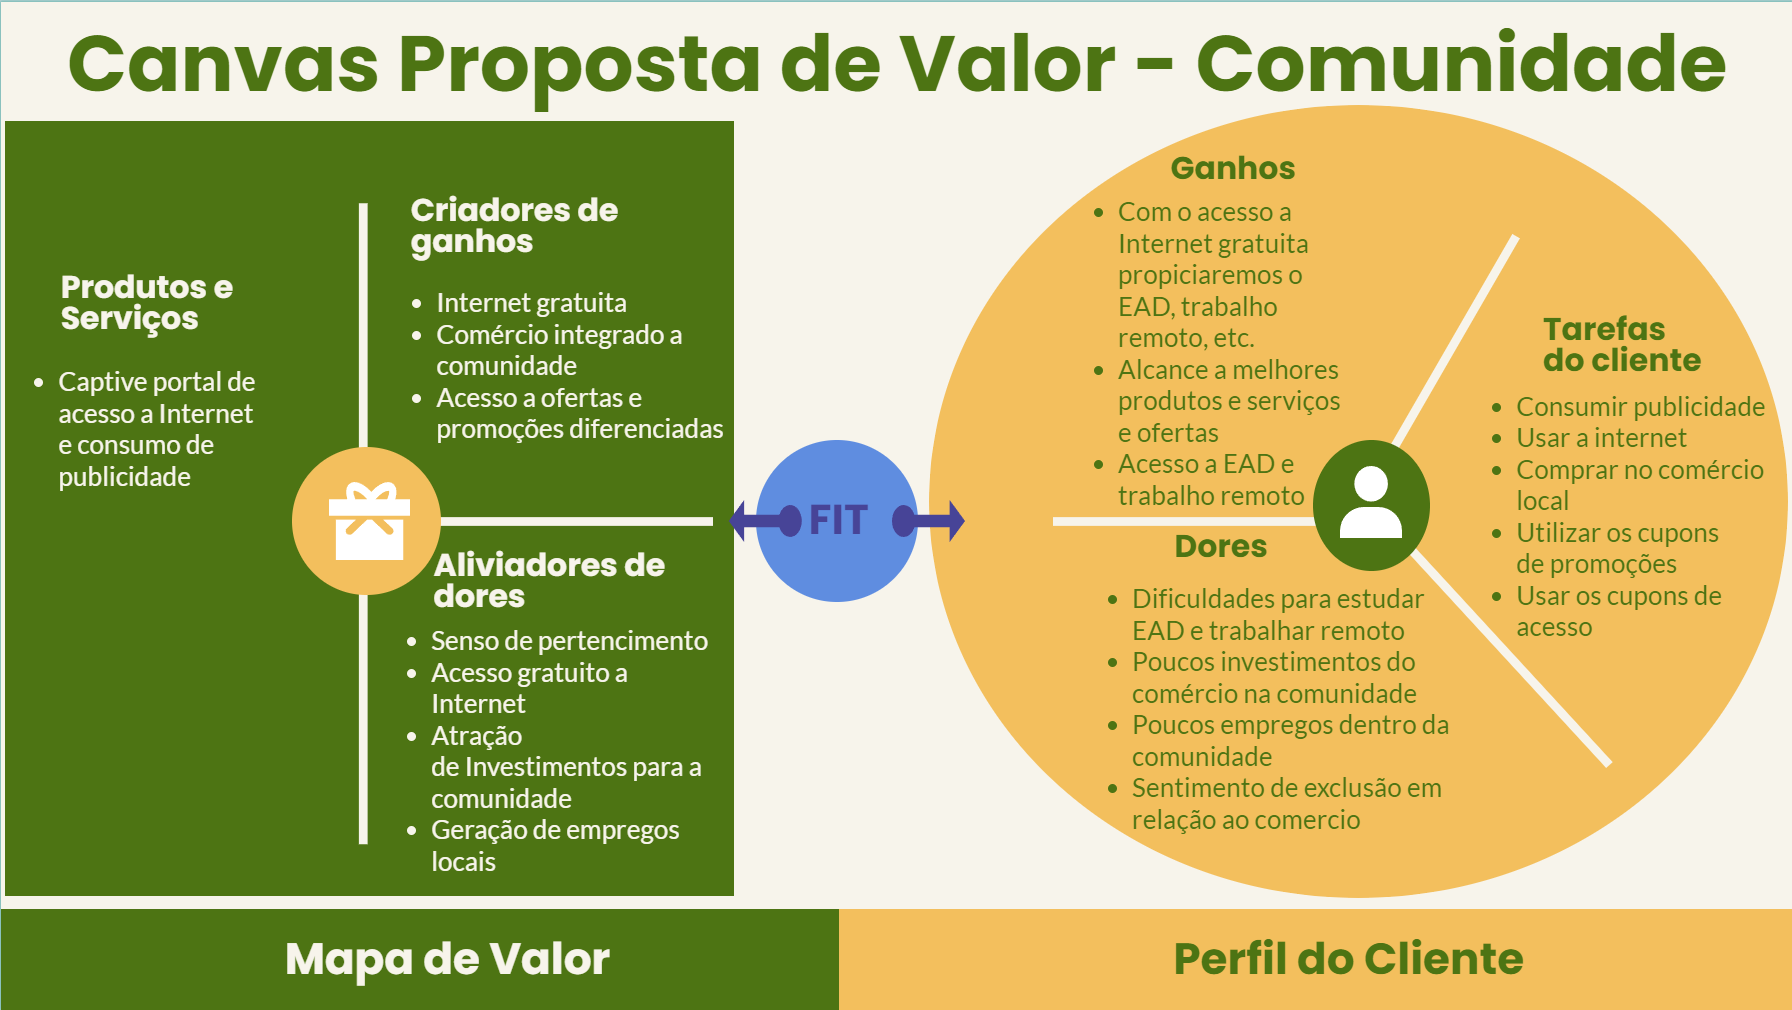 Canvas Proposta de Valor - Comunidade
Produtos e
Serviços
• Captive portal de
acesso a Internet
e consumo de
publicidade
Criadores de
ganhos
• Internet gratuita
• Comércio integrado a
comunidade
• Acesso a ofertas e
promoções diferenciadas
Aliviadores de
dores
• Senso de pertencimento
• Acesso gratuito a
Internet
• Atração
de Investimentos para a
comunidade
• Geração de empregos
locais
FIT
Ganhos
• Com o acesso a
Internet gratuita
propiciaremos o
EAD, trabalho
remoto, etc.
• Alcance a melhores
produtos e serviços
e ofertas
• Acesso a EAD e
trabalho remoto
Dores
• Dificuldades para estudar
EAD e trabalhar remoto
• Poucos investimentos do
comércio na comunidade
• Poucos empregos dentro da
comunidade
• Sentimento de exclusão em
relação ao comercio
Tarefas
do cliente
• Consumir publicidade
• Usar a internet
• Comprar no comércio
local
• Utilizar os cupons
de promoções
• Usar os cupons de
acesso
Mapa de Valor
Perfil do Cliente